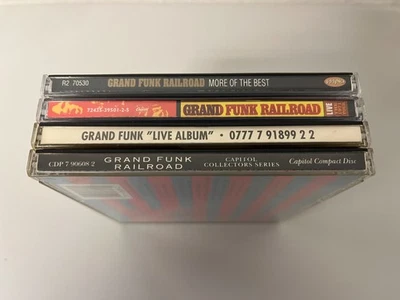 R2 70530 GRAND FUNK RAILROAD MORE OF THE BEST
GRAND FUNK RAILROAD LIVE
GRAND FUNK "LIVE ALBUM" • 0777 7 91899 2 2
CDP 7 90608 2 GRAND FUNK RAILROAD CAPITOL COLLECTORS SERIES Capitol Compact Disc